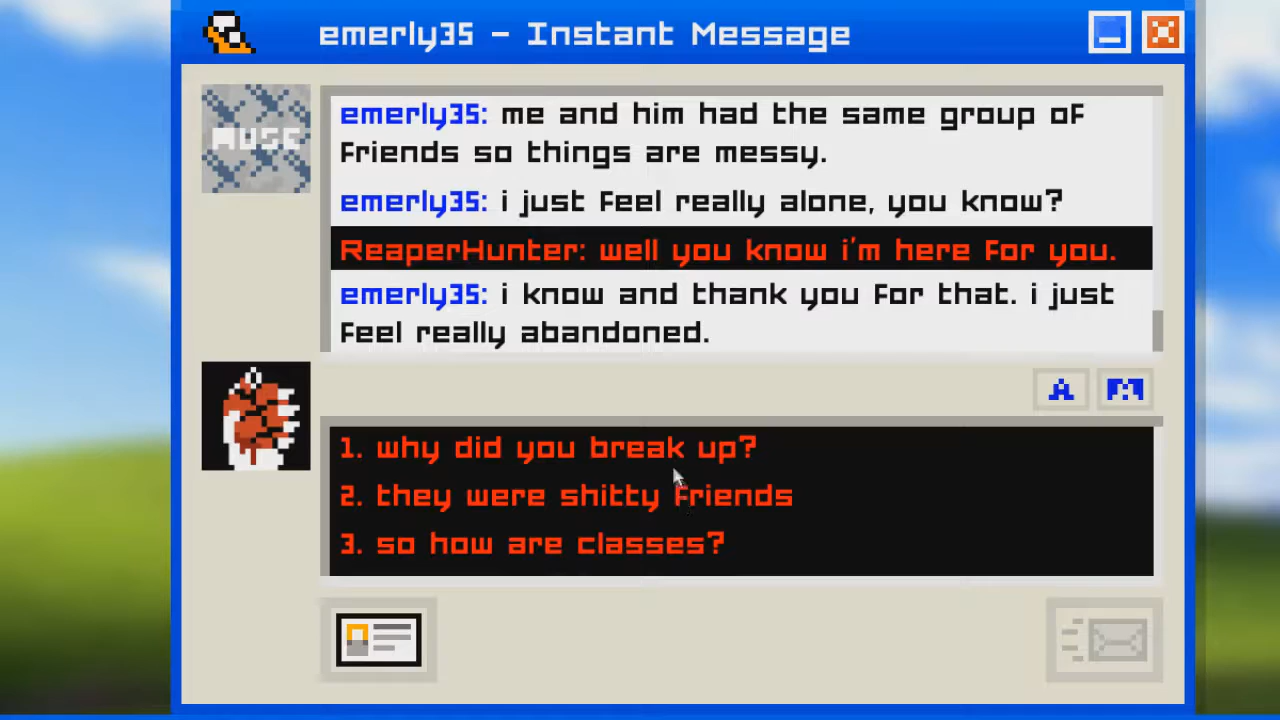 emerly35 - Instant Message
MUSE
emerly35: me and him had the same group of
friends so things are messy.
emerly35: i just feel really alone, you know?
ReaperHunter: well you know i'm here for you.
emerly35: i know and thank you for that. i just
feel really abandoned.
A
1. why did you break up?
2. they were shitty friends
3. so how are classes?